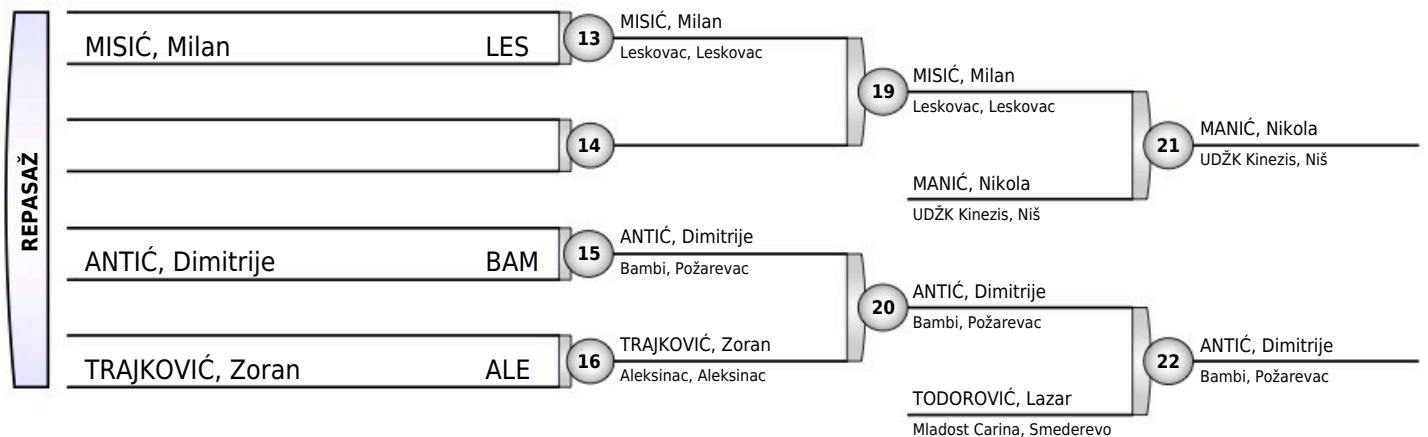 REPASAŽ
MISIĆ, Milan LES
13
MISIĆ, Milan
Leskovac, Leskovac
14
ANTIĆ, Dimitrije BAM
15
ANTIĆ, Dimitrije
Bambi, Požarevac
TRAJKOVIĆ, Zoran ALE
16
TRAJKOVIĆ, Zoran
Aleksinac, Aleksinac
19
MISIĆ, Milan
Leskovac, Leskovac
MANIĆ, Nikola
UDŽK Kinezis, Niš
20
ANTIĆ, Dimitrije
Bambi, Požarevac
TODOROVIĆ, Lazar
Mladost Carina, Smederevo
21
MANIĆ, Nikola
UDŽK Kinezis, Niš
22
ANTIĆ, Dimitrije
Bambi, Požarevac